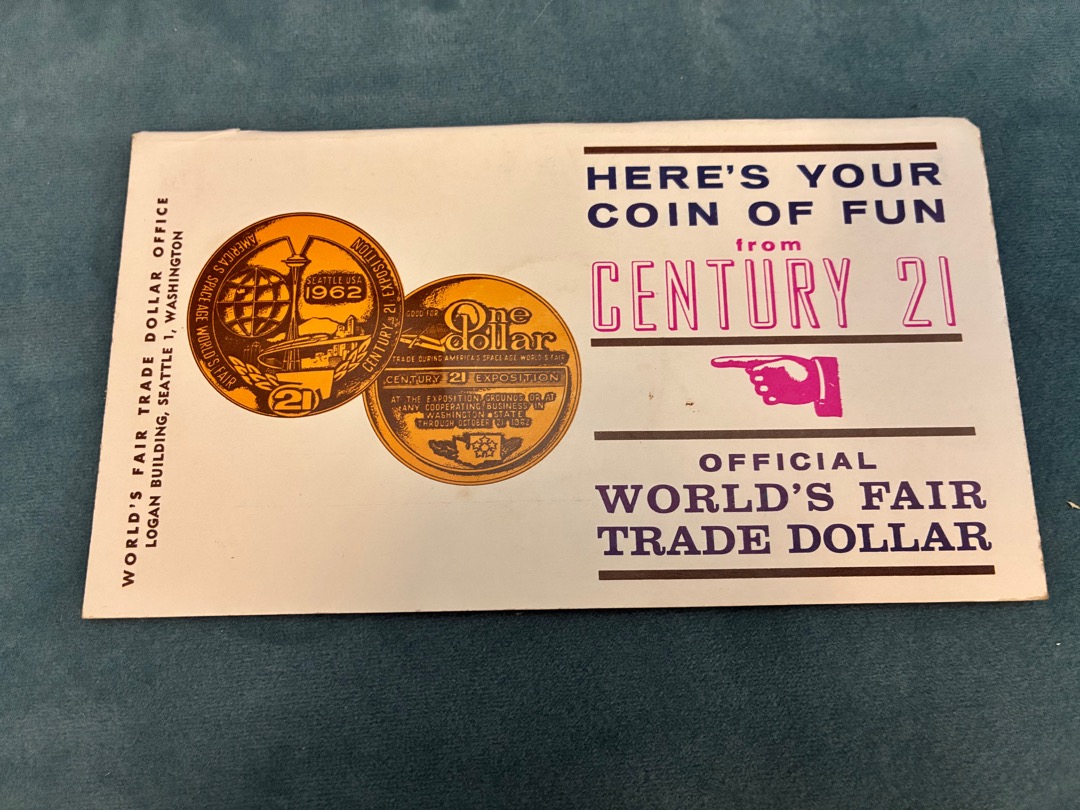 WORLD'S FAIR TRADE DOLLAR OFFICE
LOGAN BUILDING, SEATTLE 1, WASHINGTON
AMERICA'S SPACE AGE WORLD'S FAIR
SEATTLE USA
1962
CENTURY 21 EXPOSITION
21
GOOD FOR
One
dollar
TRADE DURING AMERICA'S SPACE AGE WORLD'S FAIR
CENTURY 21 EXPOSITION
AT THE EXPOSITION GROUNDS OR AT
ANY COOPERATING BUSINESS IN
WASHINGTON STATE
THROUGH OCTOBER 21 1962
HERE'S YOUR
COIN OF FUN
from
CENTURY 21
OFFICIAL
WORLD'S FAIR
TRADE DOLLAR